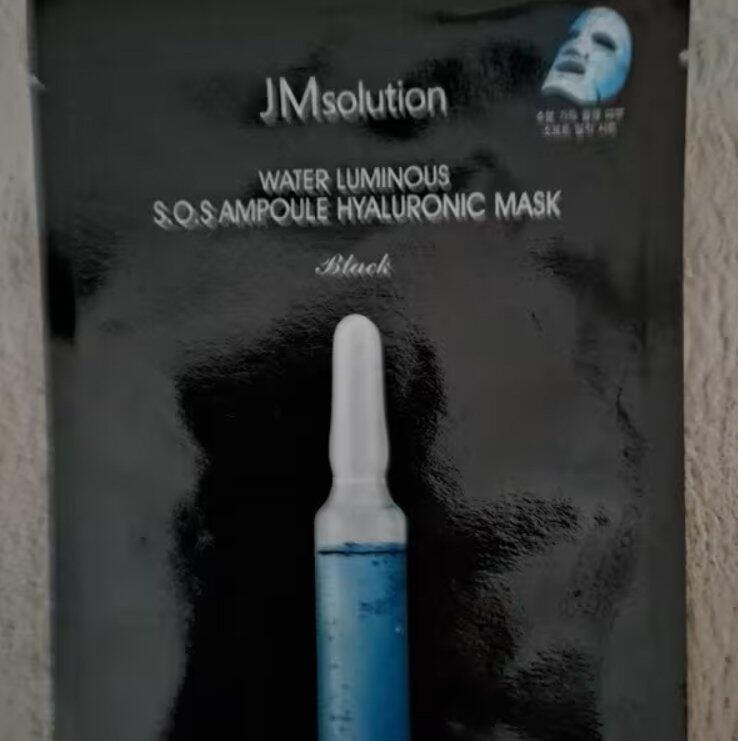 JMsolution
WATER LUMINOUS
S.O.S AMPOULE HYALURONIC MASK
Black